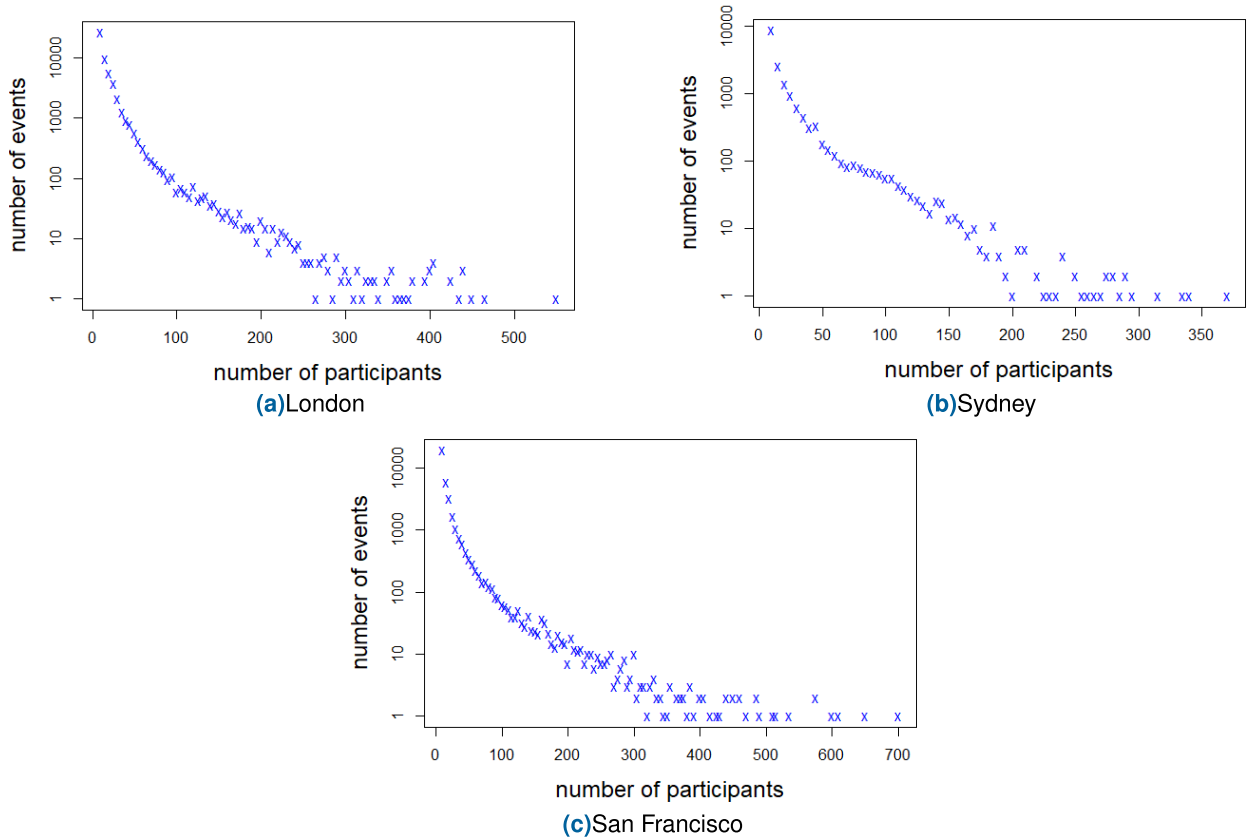 number of events
10000
1000
100
10
1
0 100 200 300 400 500
number of participants
(a)London
number of events
10000
1000
100
10
1
0 50 100 150 200 250 300 350
number of participants
(b)Sydney
number of events
10000
1000
100
10
1
0 100 200 300 400 500 600 700
number of participants
(c)San Francisco